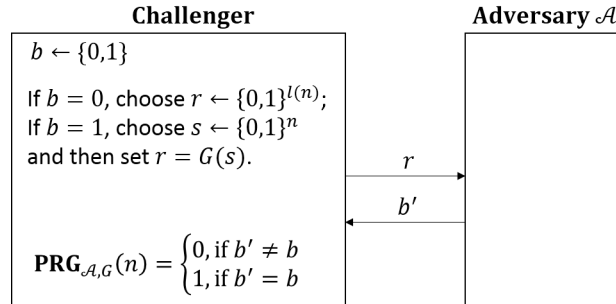 Challenger
Adversary 𝒜
b ← {0,1}
If b = 0, choose r ← {0,1}^{l(n)};
If b = 1, choose s ← {0,1}^n
and then set r = G(s).
r
b′
PRG_{𝒜,G}(n) = {0, if b′ ≠ b
1, if b′ = b